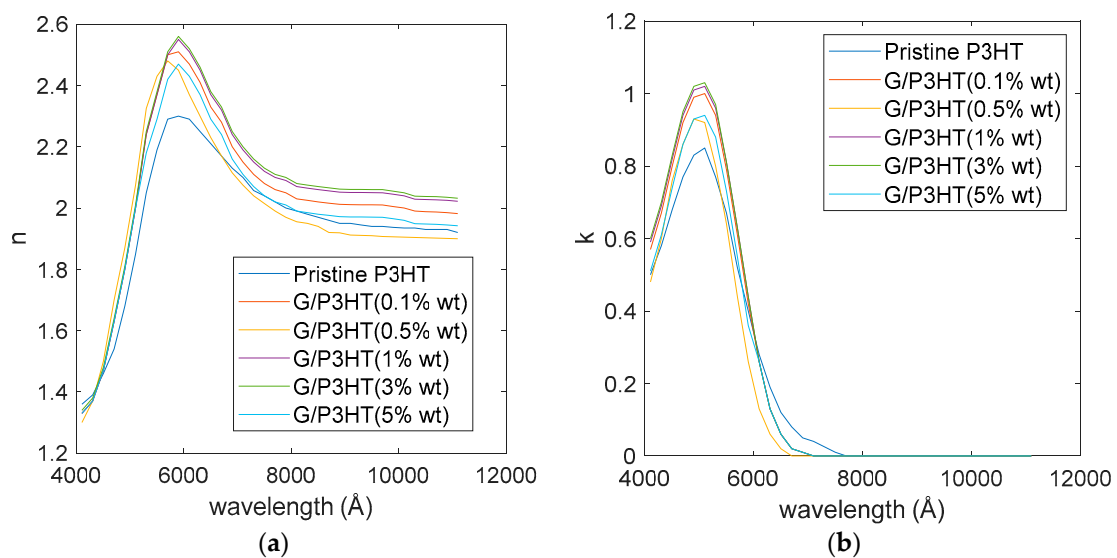 2.6
2.4
2.2
2
1.8
1.6
1.4
1.2
n
Pristine P3HT
G/P3HT(0.1% wt)
G/P3HT(0.5% wt)
G/P3HT(1% wt)
G/P3HT(3% wt)
G/P3HT(5% wt)
4000 6000 8000 10000 12000
wavelength (Å)
(a)
1.2
1
0.8
0.6
0.4
0.2
0
k
Pristine P3HT
G/P3HT(0.1% wt)
G/P3HT(0.5% wt)
G/P3HT(1% wt)
G/P3HT(3% wt)
G/P3HT(5% wt)
4000 6000 8000 10000 12000
wavelength (Å)
(b)